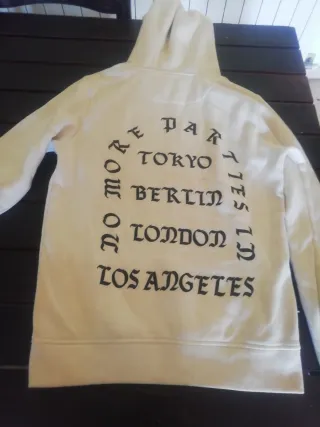 NO MORE PARTIES IN
TOKYO
BERLIN
LONDON
LOS ANGELES